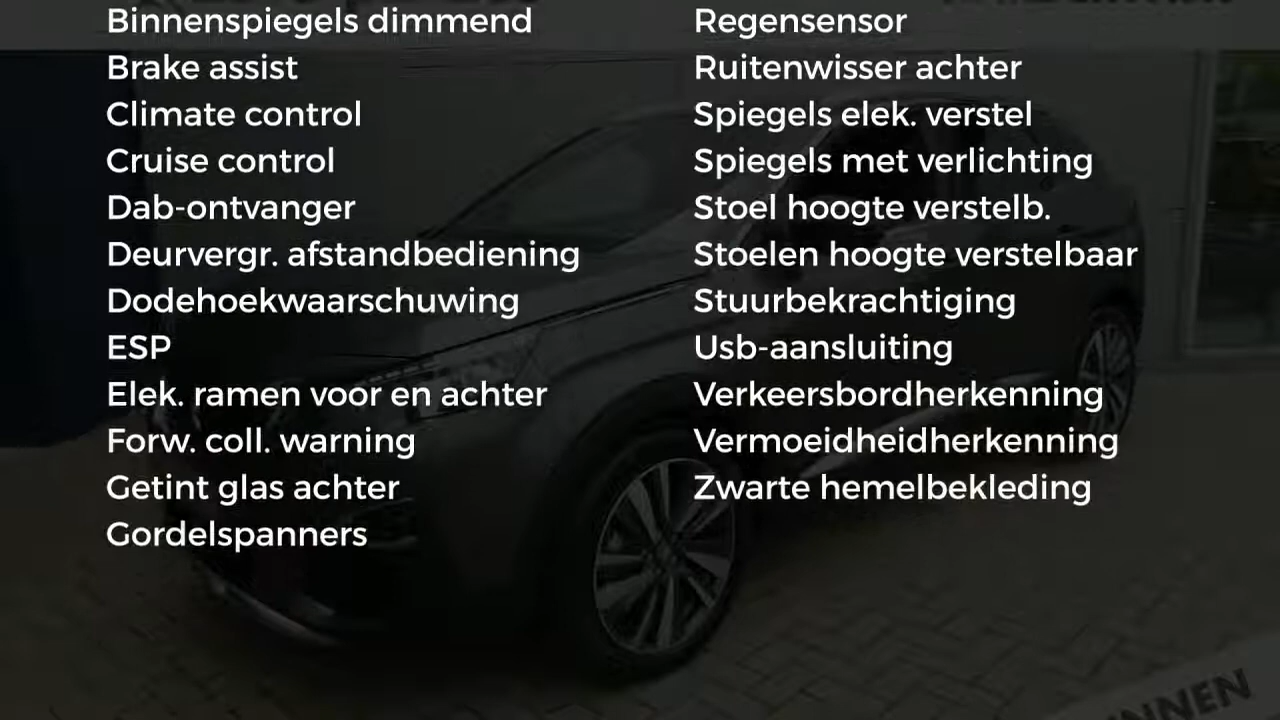 Binnenspiegels dimmend
Brake assist
Climate control
Cruise control
Dab-ontvanger
Deurvergr. afstandbediening
Dodehoekwaarschuwing
ESP
Elek. ramen voor en achter
Forw. coll. warning
Getint glas achter
Gordelspanners
Regensensor
Ruitenwisser achter
Spiegels elek. verstel
Spiegels met verlichting
Stoel hoogte verstelb.
Stoelen hoogte verstelbaar
Stuurbekrachtiging
Usb-aansluiting
Verkeersbordherkenning
Vermoeidheidherkenning
Zwarte hemelbekleding